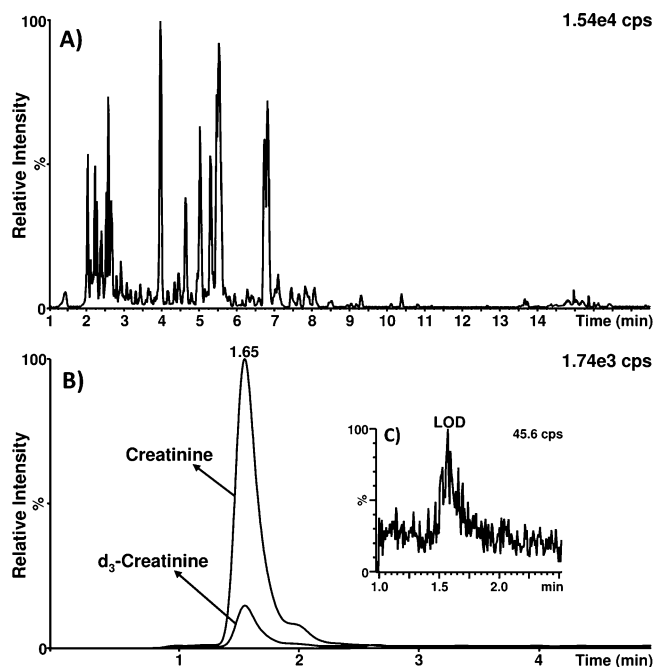 A)
1.54e4 cps
Relative Intensity
%
100
0
1 2 3 4 5 6 7 8 9 10 11 12 13 14 Time (min)
B)
1.74e3 cps
Relative Intensity
%
100
0
1.65
Creatinine
d3-Creatinine
1 2 3 4 Time (min)
C)
LOD
45.6 cps
100
%
0
1.0 1.5 2.0 min